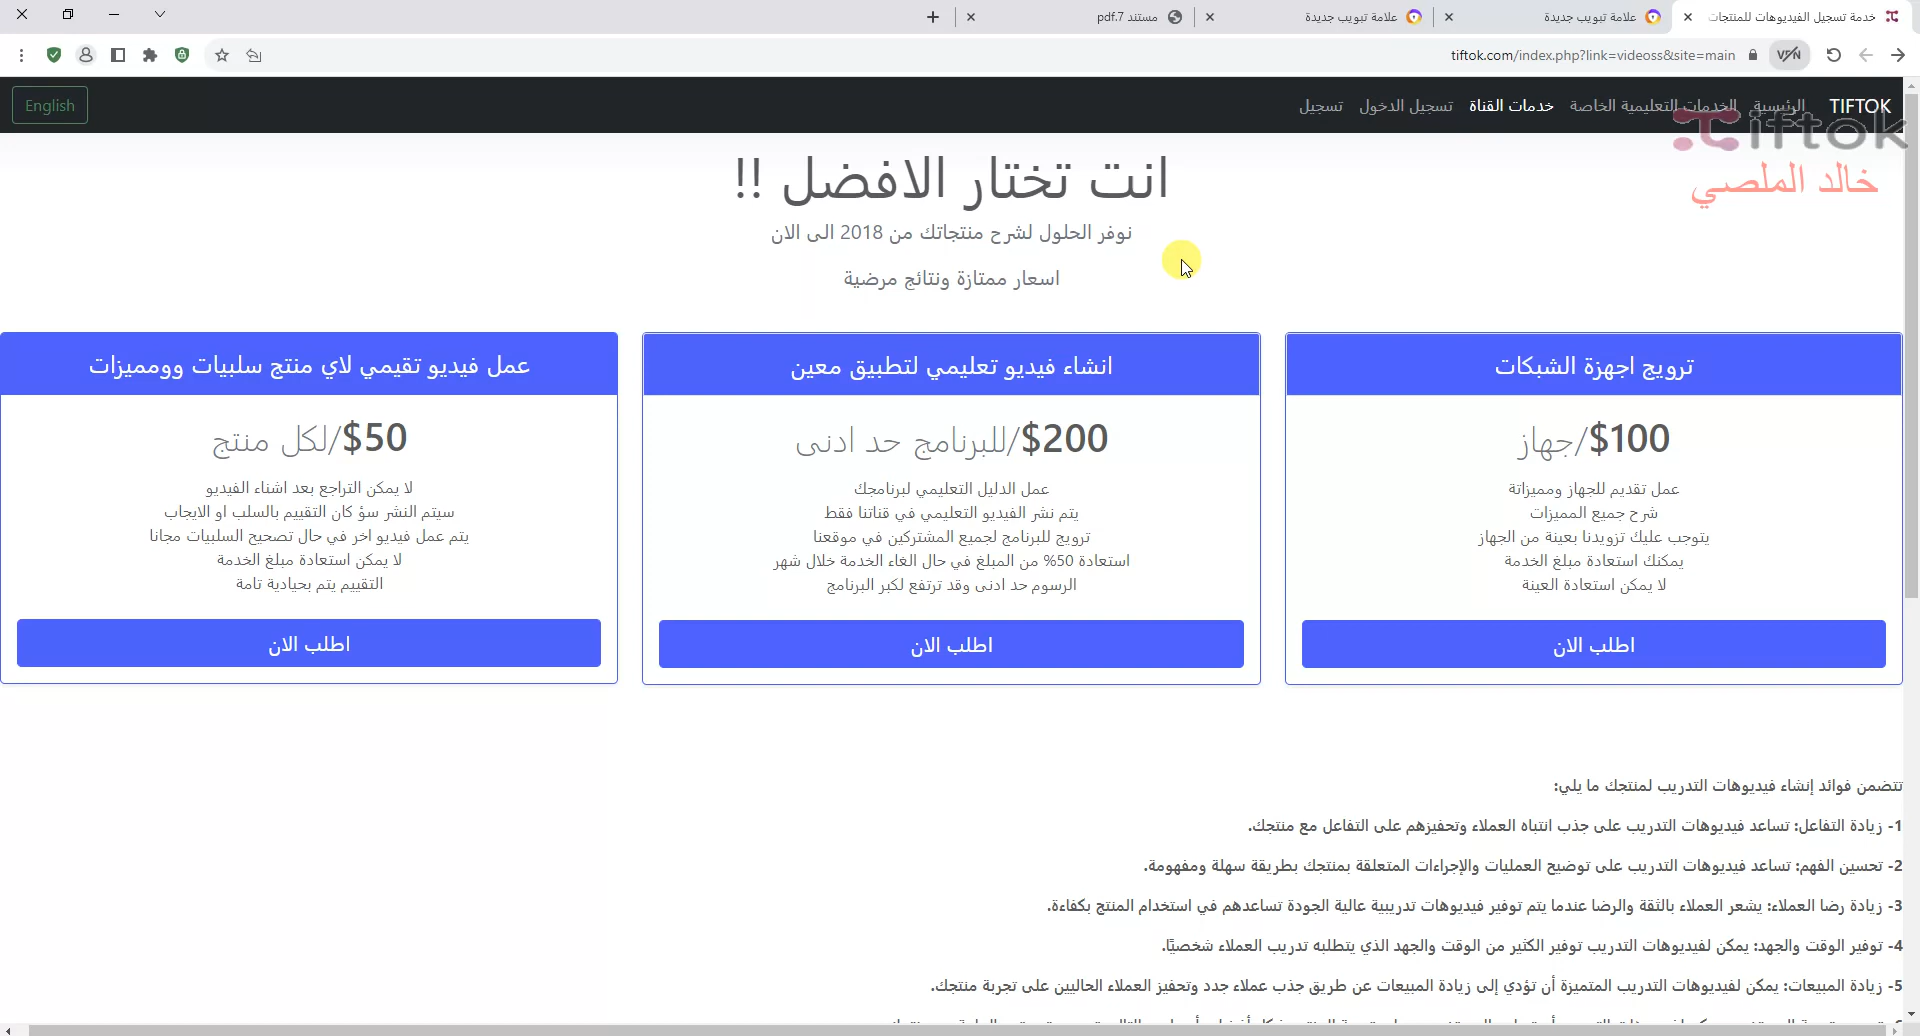 خدمة تسجيل الفيديوهات للمنتجات
علامة تبويب جديدة
علامة تبويب جديدة
مستند 7.pdf
tiftok.com/index.php?link=videoss&site=main
VPN
TIFTOK
الرئيسية
الخدمات التعليمية الخاصة
خدمات القناة
تسجيل الدخول
تسجيل
English
Tiftok
خالد الملصي
انت تختار الافضل !!
نوفر الحلول لشرح منتجاتك من 2018 الى الان
اسعار ممتازة ونتائج مرضية
ترويج اجهزة الشبكات
$100/جهاز
عمل تقديم للجهاز ومميزاتة
شرح جميع المميزات
يتوجب عليك تزويدنا بعينة من الجهاز
يمكنك استعادة مبلغ الخدمة
لا يمكن استعادة العينة
اطلب الان
انشاء فيديو تعليمي لتطبيق معين
$200/للبرنامج حد ادنى
عمل الدليل التعليمي لبرنامجك
يتم نشر الفيديو التعليمي في قناتنا فقط
ترويج للبرنامج لجميع المشتركين في موقعنا
استعادة 50% من المبلغ في حال الغاء الخدمة خلال شهر
الرسوم حد ادنى وقد ترتفع لكبر البرنامج
اطلب الان
عمل فيديو تقيمي لاي منتج سلبيات وومميزات
$50/لكل منتج
لا يمكن التراجع بعد اشناء الفيديو
سيتم النشر سؤ كان التقييم بالسلب او الايجاب
يتم عمل فيديو اخر في حال تصحيح السلبيات مجانا
لا يمكن استعادة مبلغ الخدمة
التقييم يتم بحيادية تامة
اطلب الان
تتضمن فوائد إنشاء فيديوهات التدريب لمنتجك ما يلي:
1- زيادة التفاعل: تساعد فيديوهات التدريب على جذب انتباه العملاء وتحفيزهم على التفاعل مع منتجك.
2- تحسين الفهم: تساعد فيديوهات التدريب على توضيح العمليات والإجراءات المتعلقة بمنتجك بطريقة سهلة ومفهومة.
3- زيادة رضا العملاء: يشعر العملاء بالثقة والرضا عندما يتم توفير فيديوهات تدريبية عالية الجودة تساعدهم في استخدام المنتج بكفاءة.
4- توفير الوقت والجهد: يمكن لفيديوهات التدريب توفير الكثير من الوقت والجهد الذي يتطلبه تدريب العملاء شخصيًا.
5- زيادة المبيعات: يمكن لفيديوهات التدريب المتميزة أن تؤدي إلى زيادة المبيعات عن طريق جذب عملاء جدد وتحفيز العملاء الحاليين على تجربة منتجك.